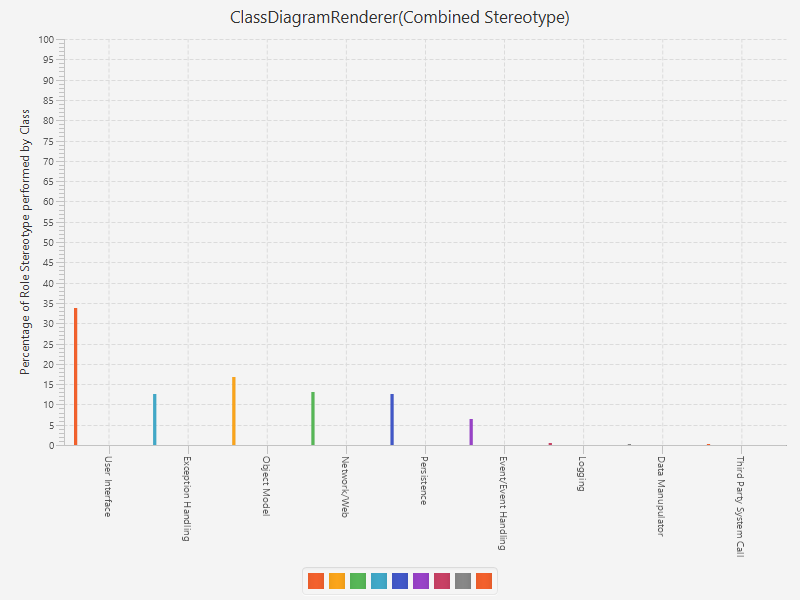 ClassDiagramRenderer(Combined Stereotype)
Percentage of Role Stereotype performed by Class
100
95
90
85
80
75
70
65
60
55
50
45
40
35
30
25
20
15
10
5
0
User Interface
Exception Handling
Object Model
Network/Web
Persistence
Event/Event Handling
Logging
Data Manupulator
Third Party System Call